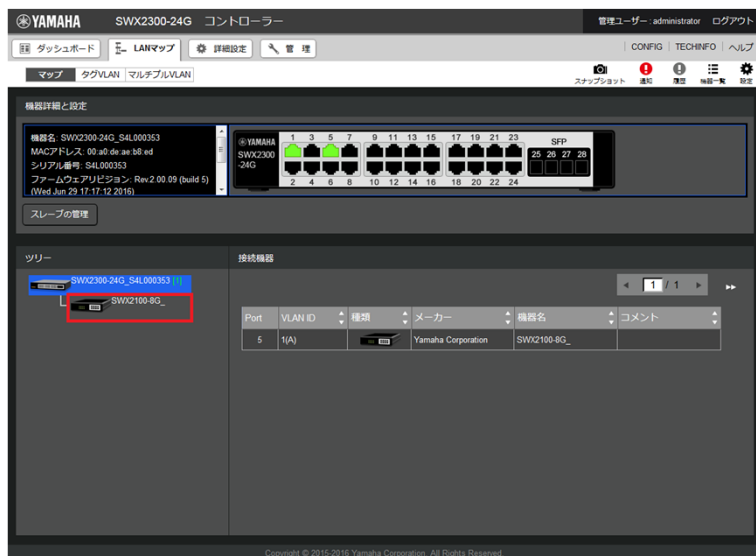 YAMAHA SWX2300-24G コントローラー 管理ユーザー: administrator ログアウト
ダッシュボード LANマップ 詳細設定 管 理 CONFIG TECHINFO ヘルプ
マップ タグVLAN マルチプルVLAN スナップショット 通知 履歴 機器一覧 設定
機器詳細と設定
機器名: SWX2300-24G_S4L000353
MACアドレス: 00:a0:de:ae:b8:ed
シリアル番号: S4L000353
ファームウェアリビジョン: Rev.2.00.09 (build 5)
(Wed Jun 29 17:17:12 2016)
YAMAHA
SWX2300
-24G
1 3 5 7 9 11 13 15 17 19 21 23 SFP
25 26 27 28
2 4 6 8 10 12 14 16 18 20 22 24
スレーブの管理
ツリー 接続機器
SWX2300-24G_S4L000353 [1]
SWX2100-8G_
1 / 1
Port VLAN ID 種類 メーカー 機器名 コメント
5 1(A) Yamaha Corporation SWX2100-8G_
Copyright © 2015-2016 Yamaha Corporation. All Rights Reserved.